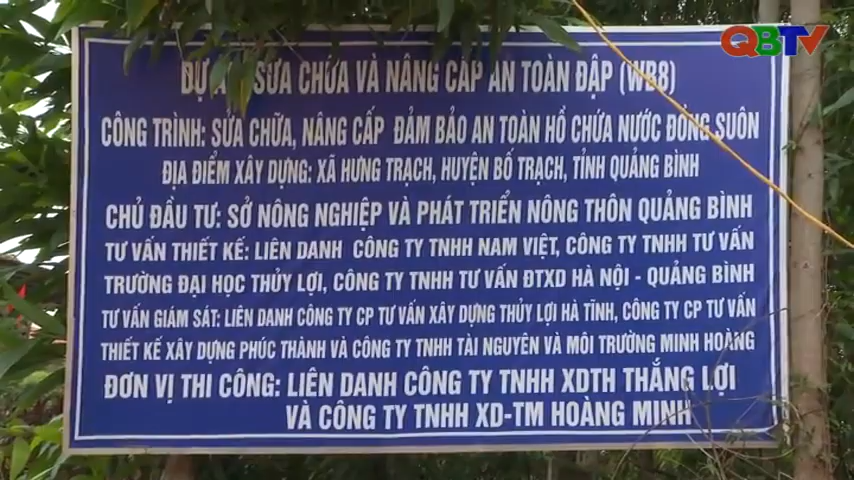 QBTV
DỰ SỬA CHỮA VÀ NÂNG CẤP AN TOÀN ĐẬP (WB8)
CÔNG TRÌNH: SỬA CHỮA, NÂNG CẤP ĐẢM BẢO AN TOÀN HỒ CHỨA NƯỚC ĐỒNG SUÔN
ĐỊA ĐIỂM XÂY DỰNG: XÃ HƯNG TRẠCH, HUYỆN BỐ TRẠCH, TỈNH QUẢNG BÌNH
CHỦ ĐẦU TƯ: SỞ NÔNG NGHIỆP VÀ PHÁT TRIỂN NÔNG THÔN QUẢNG BÌNH
TƯ VẤN THIẾT KẾ: LIÊN DANH CÔNG TY TNHH NAM VIỆT, CÔNG TY TNHH TƯ VẤN
TRƯỜNG ĐẠI HỌC THỦY LỢI, CÔNG TY TNHH TƯ VẤN ĐTXD HÀ NỘI - QUẢNG BÌNH
TƯ VẤN GIÁM SÁT: LIÊN DANH CÔNG TY CP TƯ VẤN XÂY DỰNG THỦY LỢI HÀ TĨNH, CÔNG TY CP TƯ VẤN
THIẾT KẾ XÂY DỰNG PHÚC THÀNH VÀ CÔNG TY TNHH TÀI NGUYÊN VÀ MÔI TRƯỜNG MINH HOÀNG
ĐƠN VỊ THI CÔNG: LIÊN DANH CÔNG TY TNHH XDTH THẮNG LỢI
VÀ CÔNG TY TNHH XD-TM HOÀNG MINH